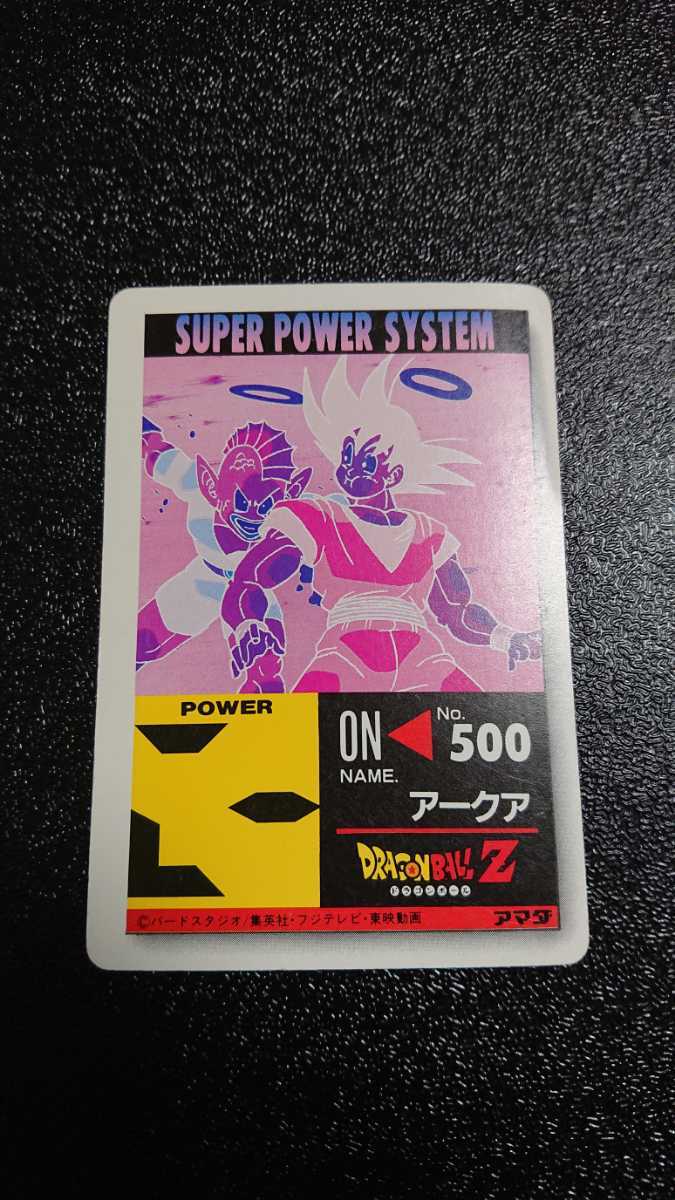 SUPER POWER SYSTEM
POWER
ON
No.
500
NAME.
アークア
DRAGONBALL Z
ドラゴンボール
©バードスタジオ/集英社・フジテレビ・東映動画
アマダ